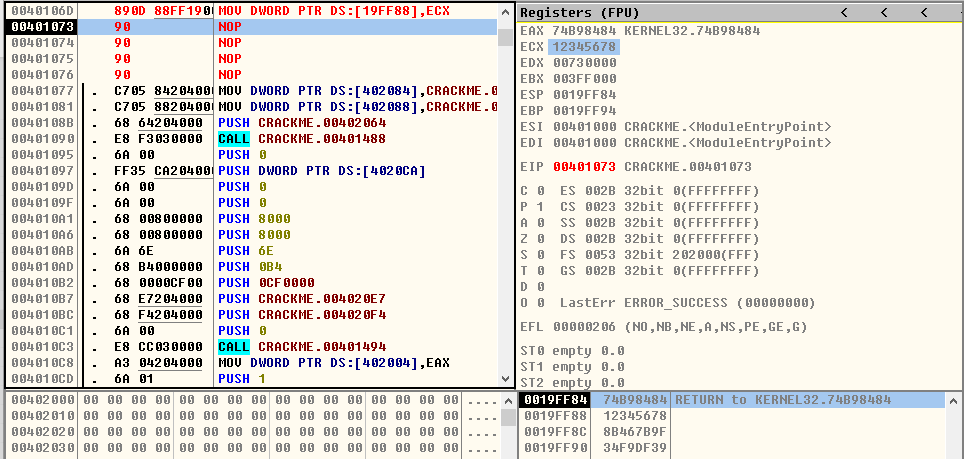 0040106D 890D 88FF1900 MOV DWORD PTR DS:[19FF88],ECX
00401073 90 NOP
00401074 90 NOP
00401075 90 NOP
00401076 90 NOP
00401077 . C705 84204000 MOV DWORD PTR DS:[402084],CRACKME.0
00401081 . C705 88204000 MOV DWORD PTR DS:[402088],CRACKME.0
0040108B . 68 64204000 PUSH CRACKME.00402064
00401090 . E8 F3030000 CALL CRACKME.00401488
00401095 . 6A 00 PUSH 0
00401097 . FF35 CA204000 PUSH DWORD PTR DS:[4020CA]
0040109D . 6A 00 PUSH 0
0040109F . 6A 00 PUSH 0
004010A1 . 68 00800000 PUSH 8000
004010A6 . 68 00800000 PUSH 8000
004010AB . 6A 6E PUSH 6E
004010AD . 68 B4000000 PUSH 0B4
004010B2 . 68 0000CF00 PUSH 0CF0000
004010B7 . 68 E7204000 PUSH CRACKME.004020E7
004010BC . 68 F4204000 PUSH CRACKME.004020F4
004010C1 . 6A 00 PUSH 0
004010C3 . E8 CC030000 CALL CRACKME.00401494
004010C8 . A3 04204000 MOV DWORD PTR DS:[402004],EAX
004010CD . 6A 01 PUSH 1
Registers (FPU) < < <
EAX 74B98484 KERNEL32.74B98484
ECX 12345678
EDX 00730000
EBX 003FF000
ESP 0019FF84
EBP 0019FF94
ESI 00401000 CRACKME.<ModuleEntryPoint>
EDI 00401000 CRACKME.<ModuleEntryPoint>
EIP 00401073 CRACKME.00401073
C 0 ES 002B 32bit 0(FFFFFFFF)
P 1 CS 0023 32bit 0(FFFFFFFF)
A 0 SS 002B 32bit 0(FFFFFFFF)
Z 0 DS 002B 32bit 0(FFFFFFFF)
S 0 FS 0053 32bit 202000(FFF)
T 0 GS 002B 32bit 0(FFFFFFFF)
D 0
O 0 LastErr ERROR_SUCCESS (00000000)
EFL 00000206 (NO,NB,NE,A,NS,PE,GE,G)
ST0 empty 0.0
ST1 empty 0.0
ST2 empty 0.0
00402000 00 00 00 00 00 00 00 00 00 00 00 00 00 00 00 00 ....
00402010 00 00 00 00 00 00 00 00 00 00 00 00 00 00 00 00 ....
00402020 00 00 00 00 00 00 00 00 00 00 00 00 00 00 00 00 ....
00402030 00 00 00 00 00 00 00 00 00 00 00 00 00 00 00 00 ....
0019FF84 74B98484 RETURN to KERNEL32.74B98484
0019FF88 12345678
0019FF8C 8B467B9F
0019FF90 34F9DF39